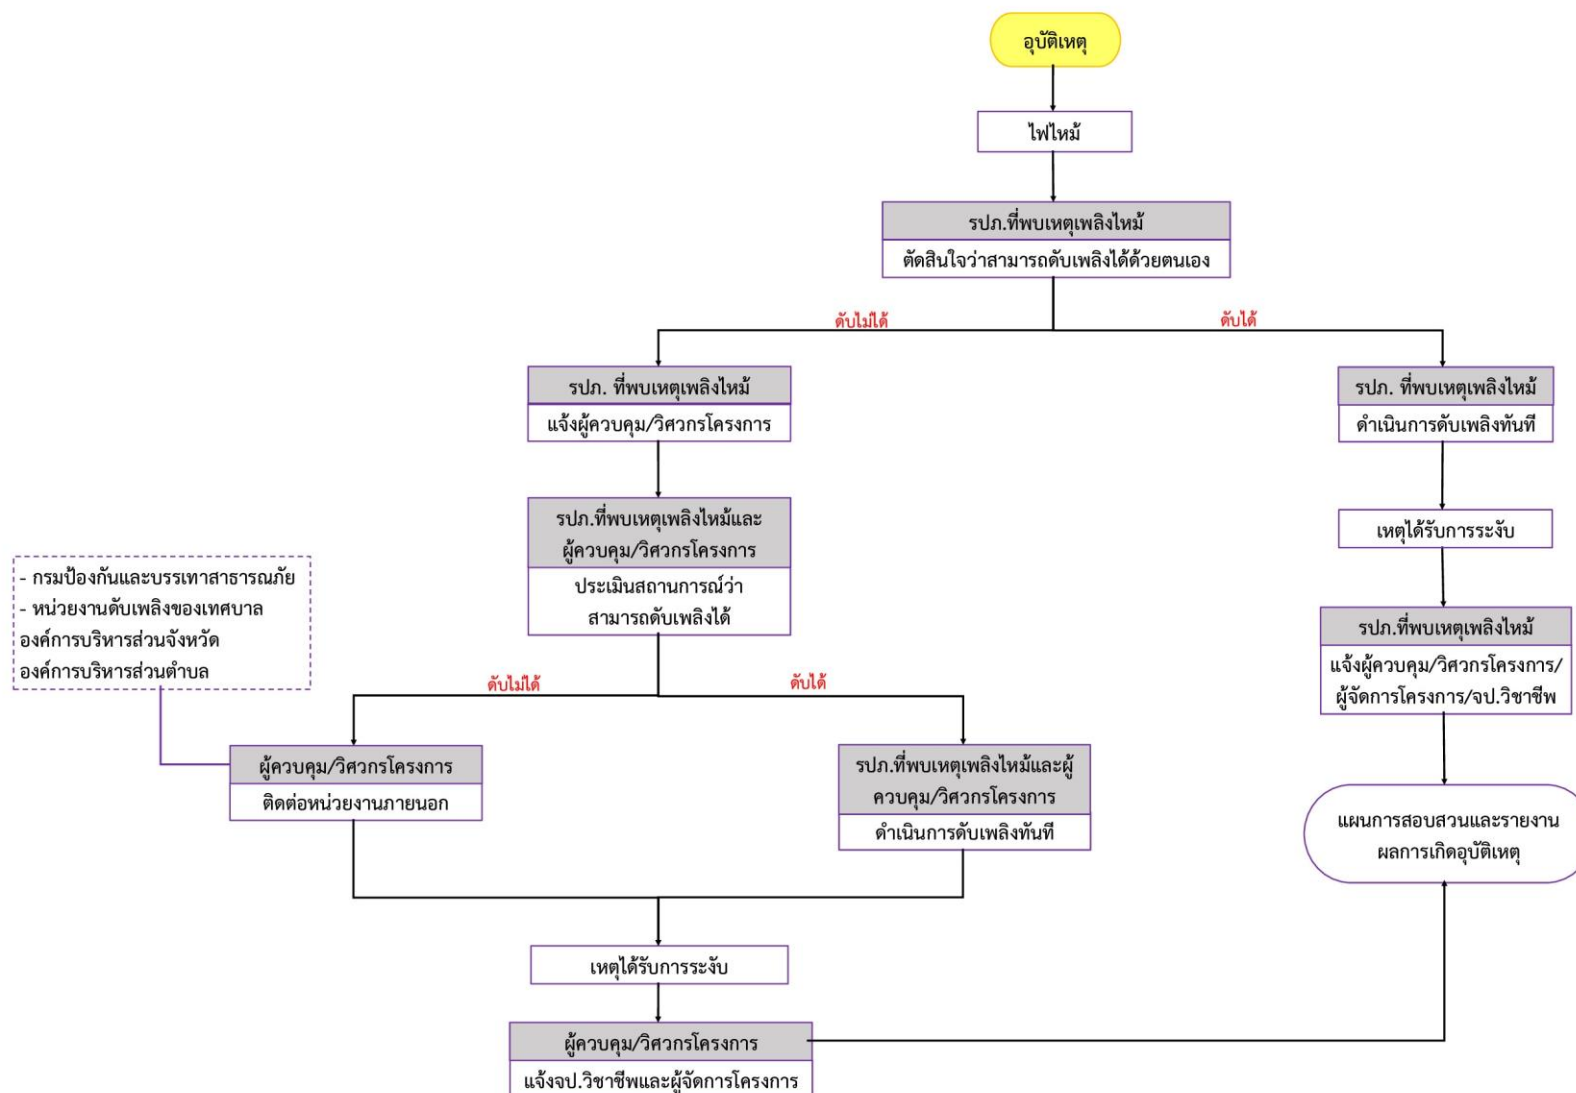 อุบัติเหตุ
ไฟไหม้
รปภ.ที่พบเหตุเพลิงไหม้
ตัดสินใจว่าสามารถดับเพลิงได้ด้วยตนเอง
ดับไม่ได้
ดับได้
รปภ. ที่พบเหตุเพลิงไหม้
แจ้งผู้ควบคุม/วิศวกรโครงการ
รปภ. ที่พบเหตุเพลิงไหม้
ดำเนินการดับเพลิงทันที
รปภ.ที่พบเหตุเพลิงไหม้และ
ผู้ควบคุม/วิศวกรโครงการ
ประเมินสถานการณ์ว่า
สามารถดับเพลิงได้
เหตุได้รับการระงับ
- กรมป้องกันและบรรเทาสาธารณภัย
- หน่วยงานดับเพลิงของเทศบาล
องค์การบริหารส่วนจังหวัด
องค์การบริหารส่วนตำบล
รปภ.ที่พบเหตุเพลิงไหม้
แจ้งผู้ควบคุม/วิศวกรโครงการ/
ผู้จัดการโครงการ/จป.วิชาชีพ
ดับไม่ได้
ดับได้
ผู้ควบคุม/วิศวกรโครงการ
ติดต่อหน่วยงานภายนอก
รปภ.ที่พบเหตุเพลิงไหม้และผู้
ควบคุม/วิศวกรโครงการ
ดำเนินการดับเพลิงทันที
แผนการสอบสวนและรายงาน
ผลการเกิดอุบัติเหตุ
เหตุได้รับการระงับ
ผู้ควบคุม/วิศวกรโครงการ
แจ้งจป.วิชาชีพและผู้จัดการโครงการ